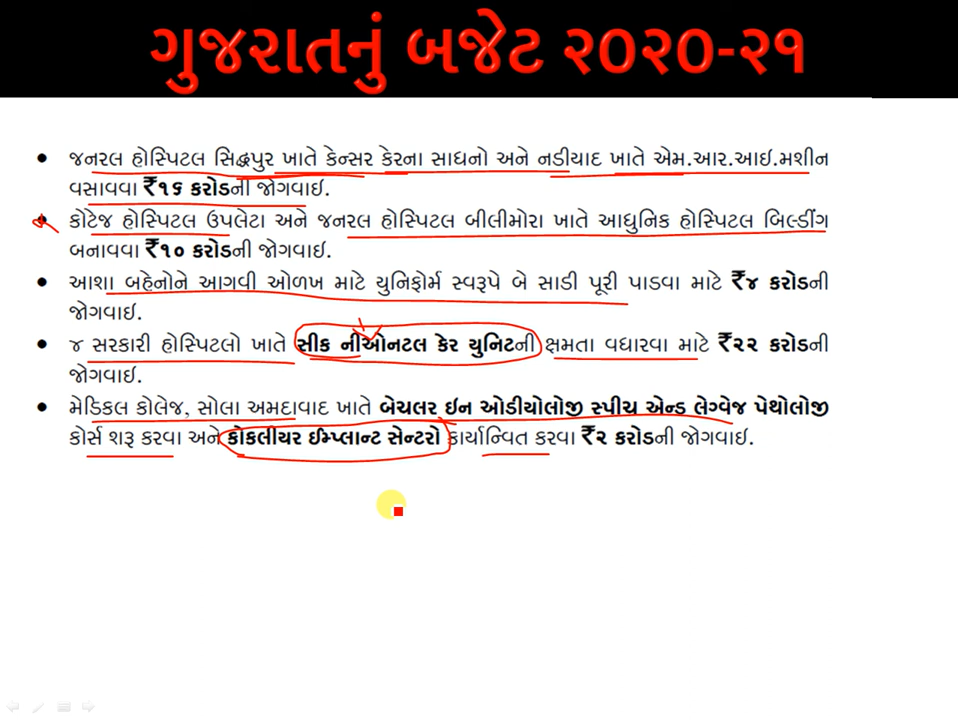 ગુજરાતનું બજેટ ૨૦૨૦-૨૧
• જનરલ હોસ્પિટલ સિદ્ધપુર ખાતે કેન્સર કેરના સાધનો અને નડીયાદ ખાતે એમ.આર.આઇ.મશીન
વસાવવા ₹૧૬ કરોડની જોગવાઇ.
• કોટેજ હોસ્પિટલ ઉપલેટા અને જનરલ હોસ્પિટલ બીલીમોરા ખાતે આધુનિક હોસ્પિટલ બિલ્ડીંગ
બનાવવા ₹૧૦ કરોડની જોગવાઇ.
• આશા બહેનોને આગવી ઓળખ માટે યુનિફોર્મ સ્વરૂપે બે સાડી પૂરી પાડવા માટે ₹૪ કરોડની
જોગવાઇ.
• ૪ સરકારી હોસ્પિટલો ખાતે સીક નીઓનટલ કેર યુનિટની ક્ષમતા વધારવા માટે ₹૨૨ કરોડની
જોગવાઇ.
• મેડિકલ કોલેજ, સોલા અમદાવાદ ખાતે બેચલર ઇન ઓડીયોલોજી સ્પીચ એન્ડ લેગ્વેજ પેથોલોજી
કોર્સ શરૂ કરવા અને કોકલીયર ઈમ્પ્લાન્ટ સેન્ટરો કાર્યાન્વિત કરવા ₹૨ કરોડની જોગવાઇ.